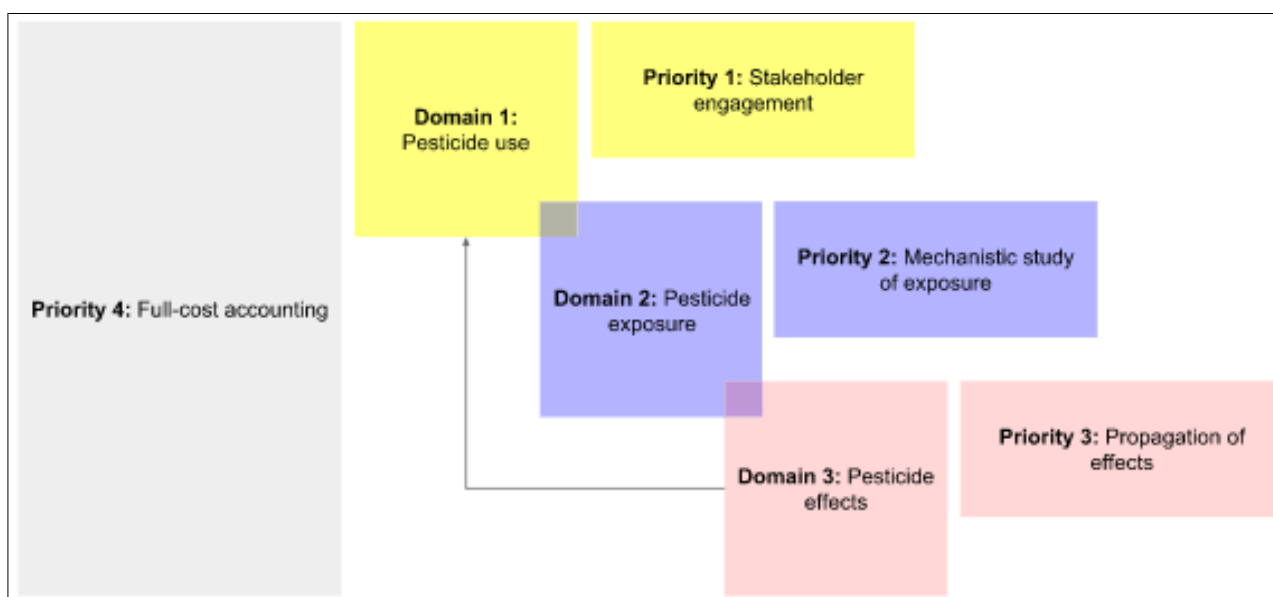 Domain 1:
Pesticide use
Priority 1: Stakeholder
engagement
Priority 4: Full-cost accounting
Domain 2: Pesticide
exposure
Priority 2: Mechanistic study
of exposure
Domain 3: Pesticide
effects
Priority 3: Propagation of
effects